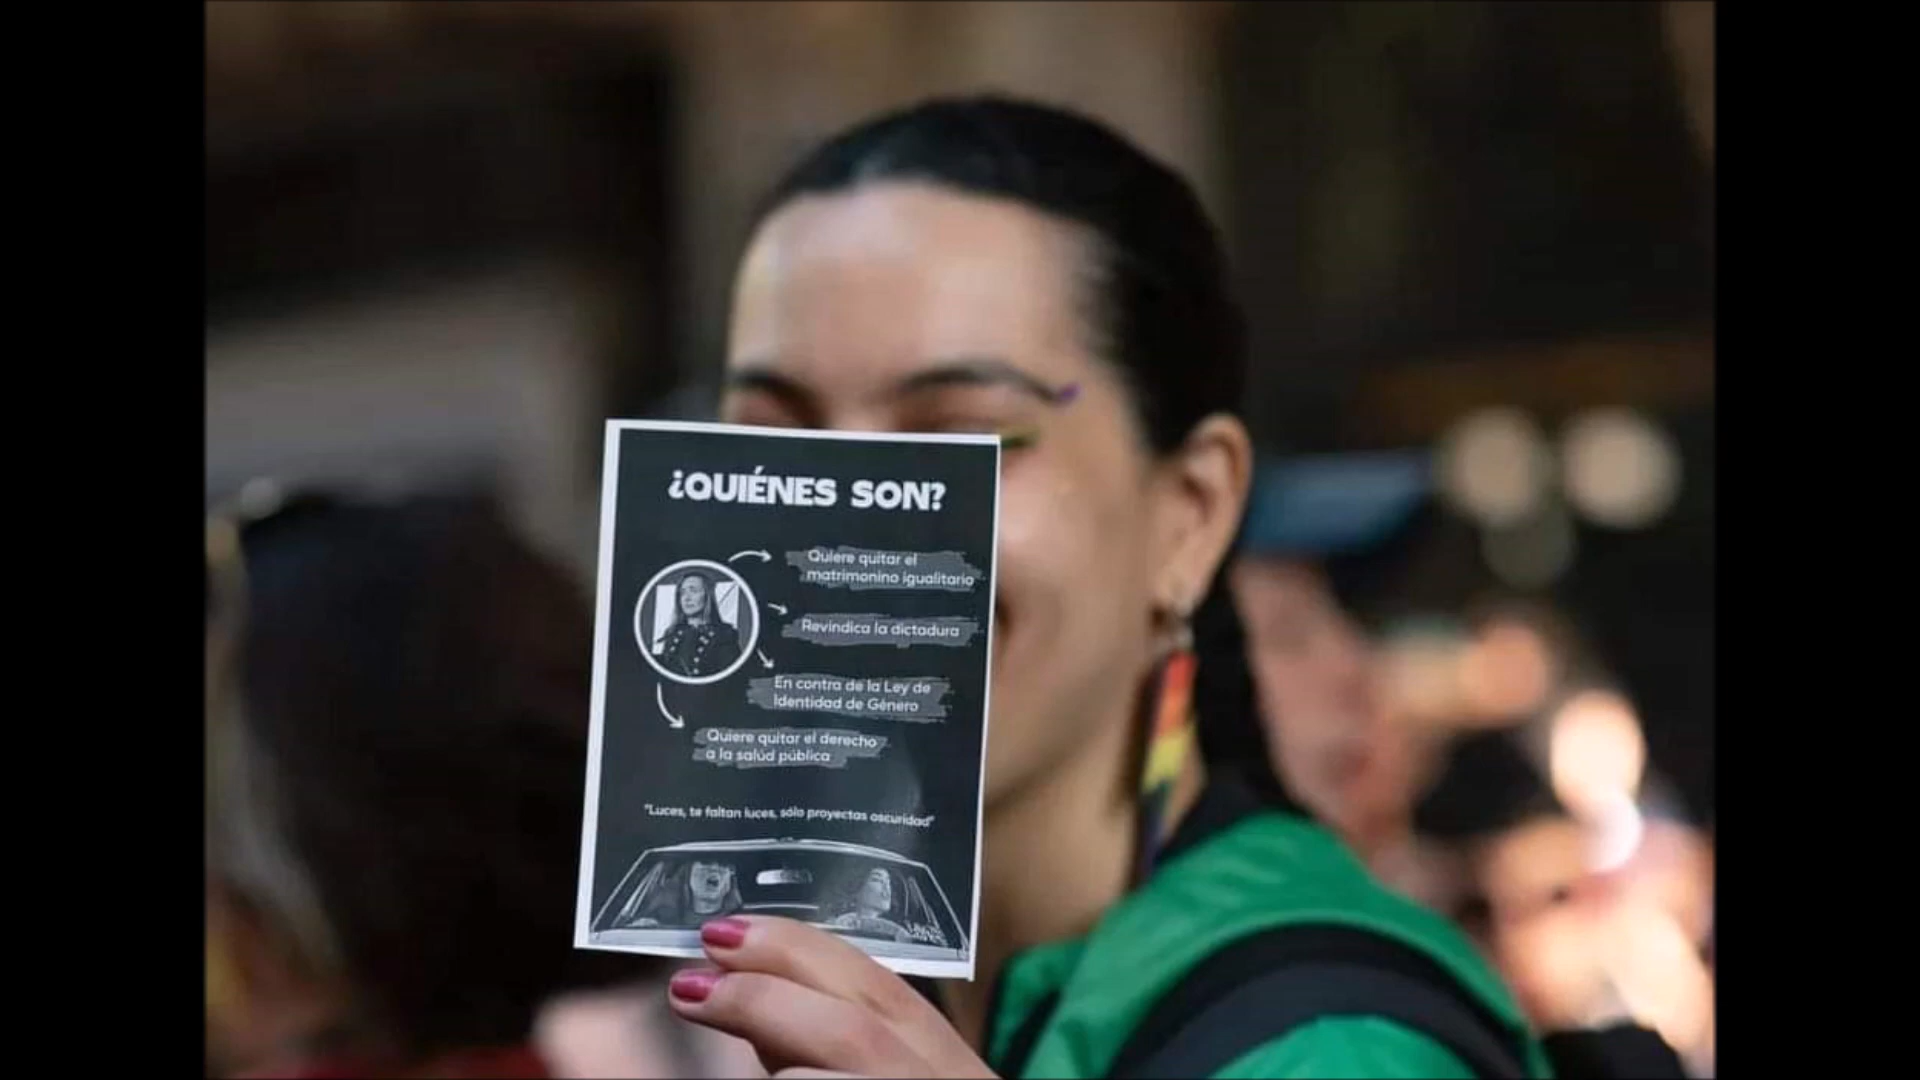 ¿QUIÉNES SON?
Quiere quitar el
matrimonino igualitario
Revindica la dictadura
En contra de la Ley de
Identidad de Género
Quiere quitar el derecho
a la salúd pública
"Luces, te faltan luces, sólo proyectas oscuridad"